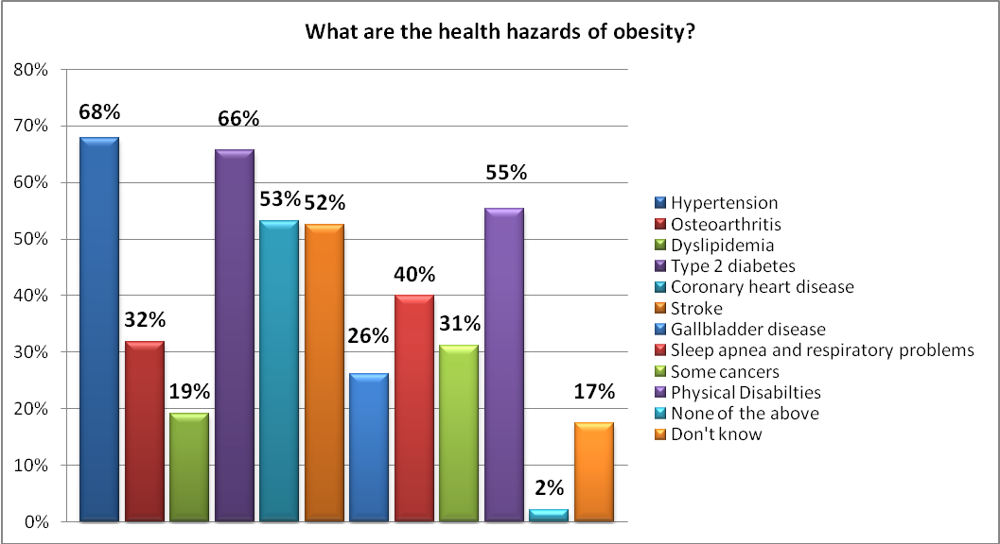 What are the health hazards of obesity?
80%
70%
60%
50%
40%
30%
20%
10%
0%
68%
32%
19%
66%
53%
52%
26%
40%
31%
55%
2%
17%
Hypertension
Osteoarthritis
Dyslipidemia
Type 2 diabetes
Coronary heart disease
Stroke
Gallbladder disease
Sleep apnea and respiratory problems
Some cancers
Physical Disabilties
None of the above
Don't know